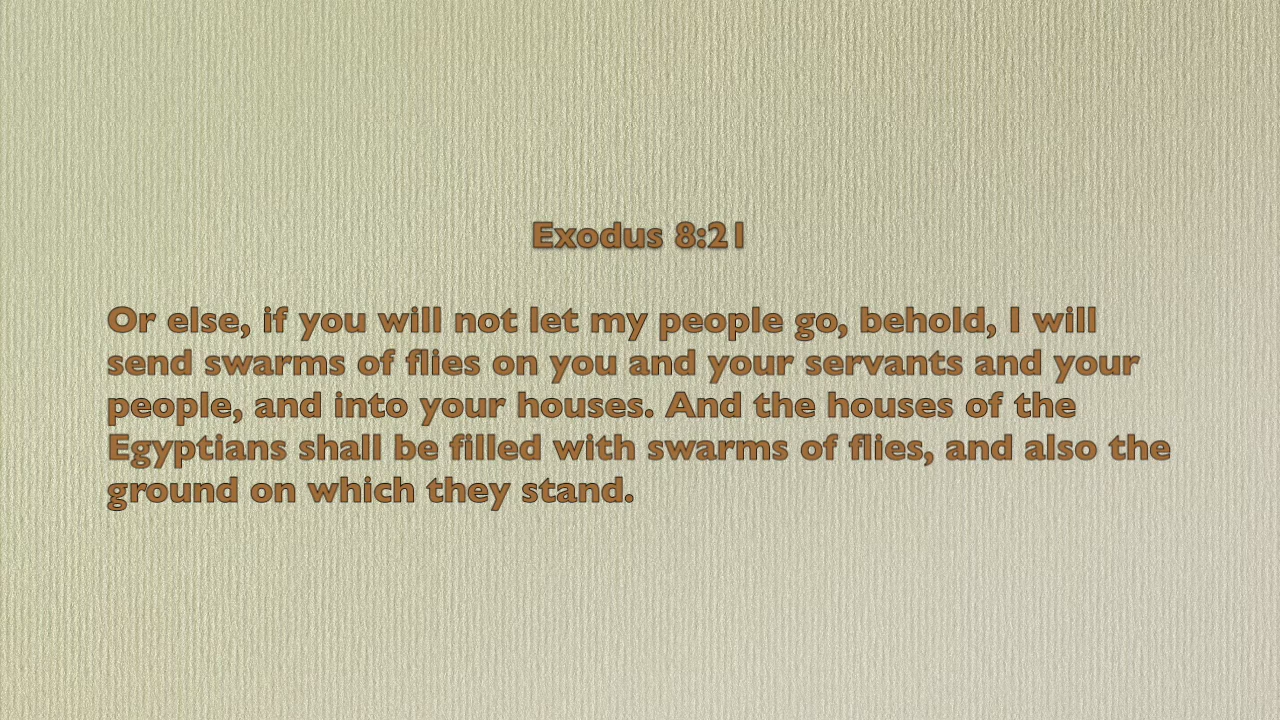 Exodus 8:21
Or else, if you will not let my people go, behold, I will
send swarms of flies on you and your servants and your
people, and into your houses. And the houses of the
Egyptians shall be filled with swarms of flies, and also the
ground on which they stand.